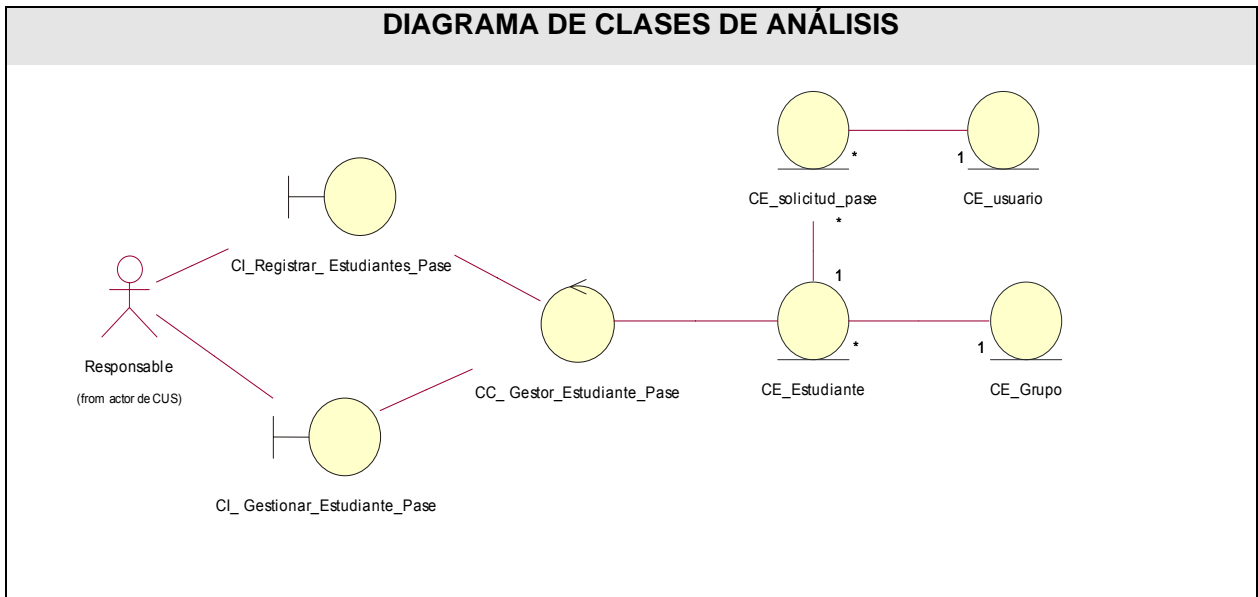 DIAGRAMA DE CLASES DE ANÁLISIS
*
1
CE_solicitud_pase
CE_usuario
*
CI_Registrar_ Estudiantes_Pase
1
*
1
Responsable
(from actor de CUS)
CC_ Gestor_Estudiante_Pase
CE_Estudiante
CE_Grupo
CI_ Gestionar_Estudiante_Pase